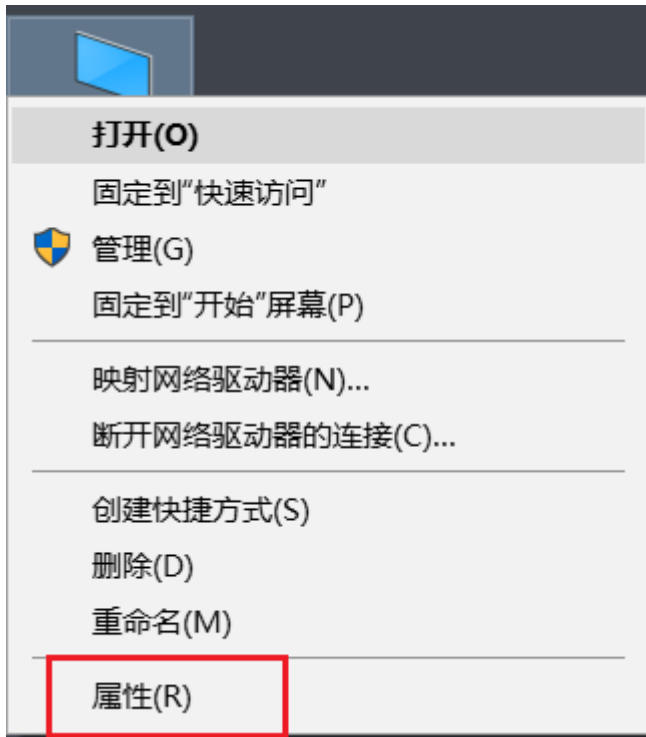 打开(O)
固定到"快速访问"
管理(G)
固定到"开始"屏幕(P)
映射网络驱动器(N)...
断开网络驱动器的连接(C)...
创建快捷方式(S)
删除(D)
重命名(M)
属性(R)